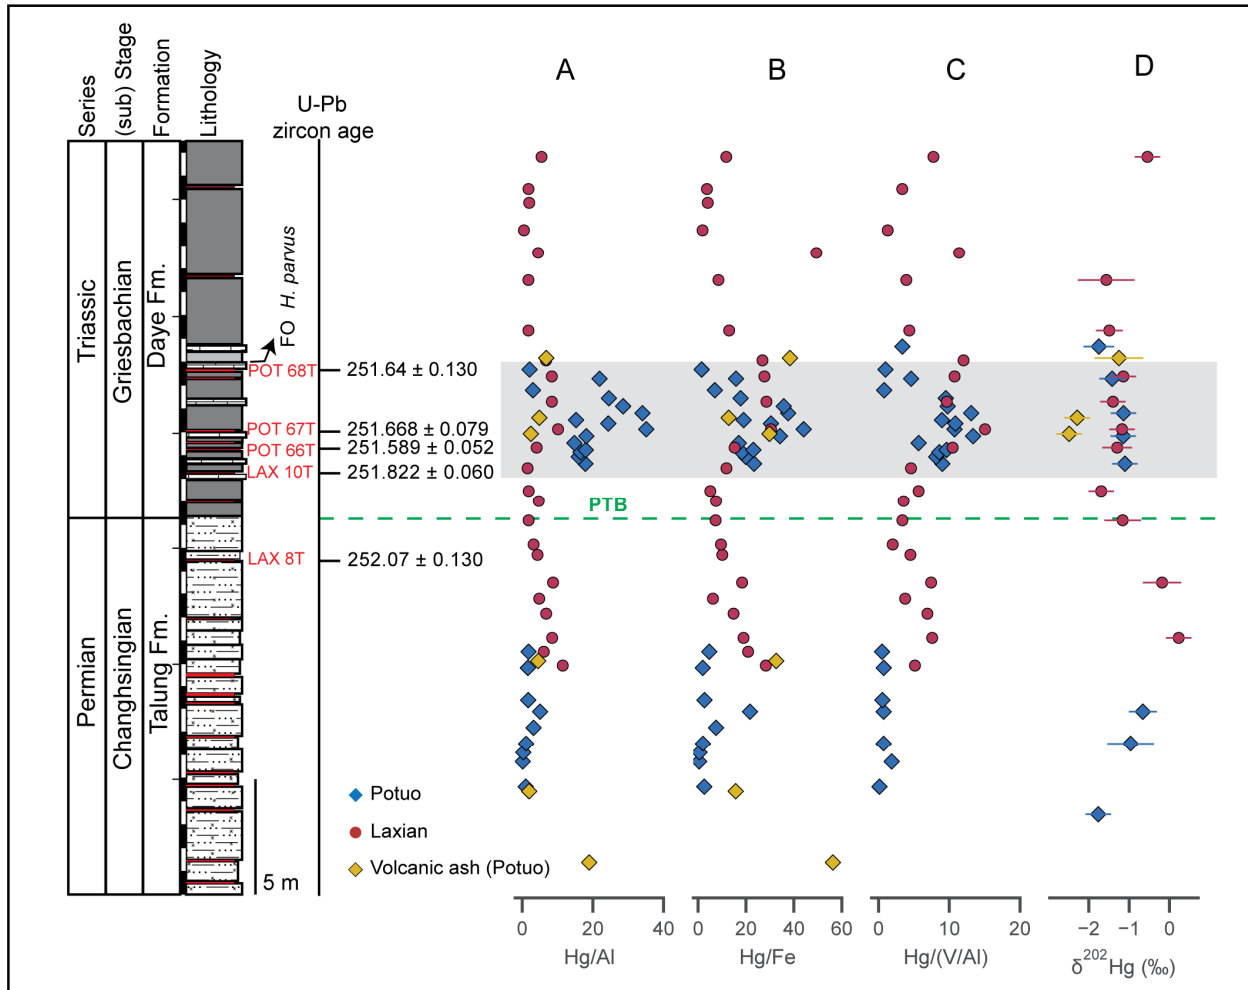 A B C D
Series
(sub) Stage
Formation
Lithology
U-Pb
zircon age
Triassic
Griesbachian
Daye Fm.
FO H. parvus
POT 68T 251.64 ± 0.130
POT 67T 251.668 ± 0.079
POT 66T 251.589 ± 0.052
LAX 10T 251.822 ± 0.060
PTB
LAX 8T 252.07 ± 0.130
Permian
Changhsingian
Talung Fm.
Potuo
Laxian
Volcanic ash (Potuo)
5 m
0 20 40
Hg/Al
0 20 40 60
Hg/Fe
0 10 20
Hg/(V/Al)
−2 −1 0
δ²⁰²Hg (‰)